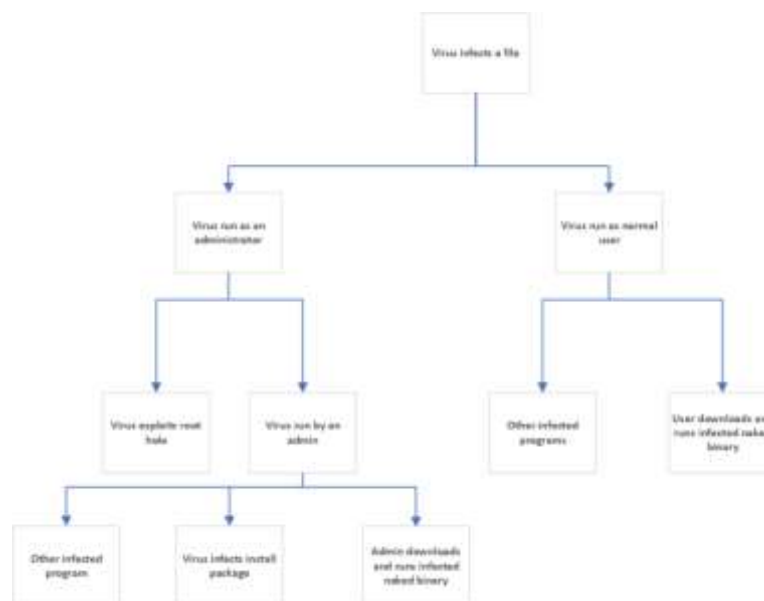 Virus infects a file
Virus run as an
administrator
Virus run as normal
user
Virus exploits root
hole
Virus run by an
admin
Other infected
programs
User downloads an
runs infected naked
binary
Other infected
program
Virus infects install
package
Admin downloads
and runs infected
naked binary